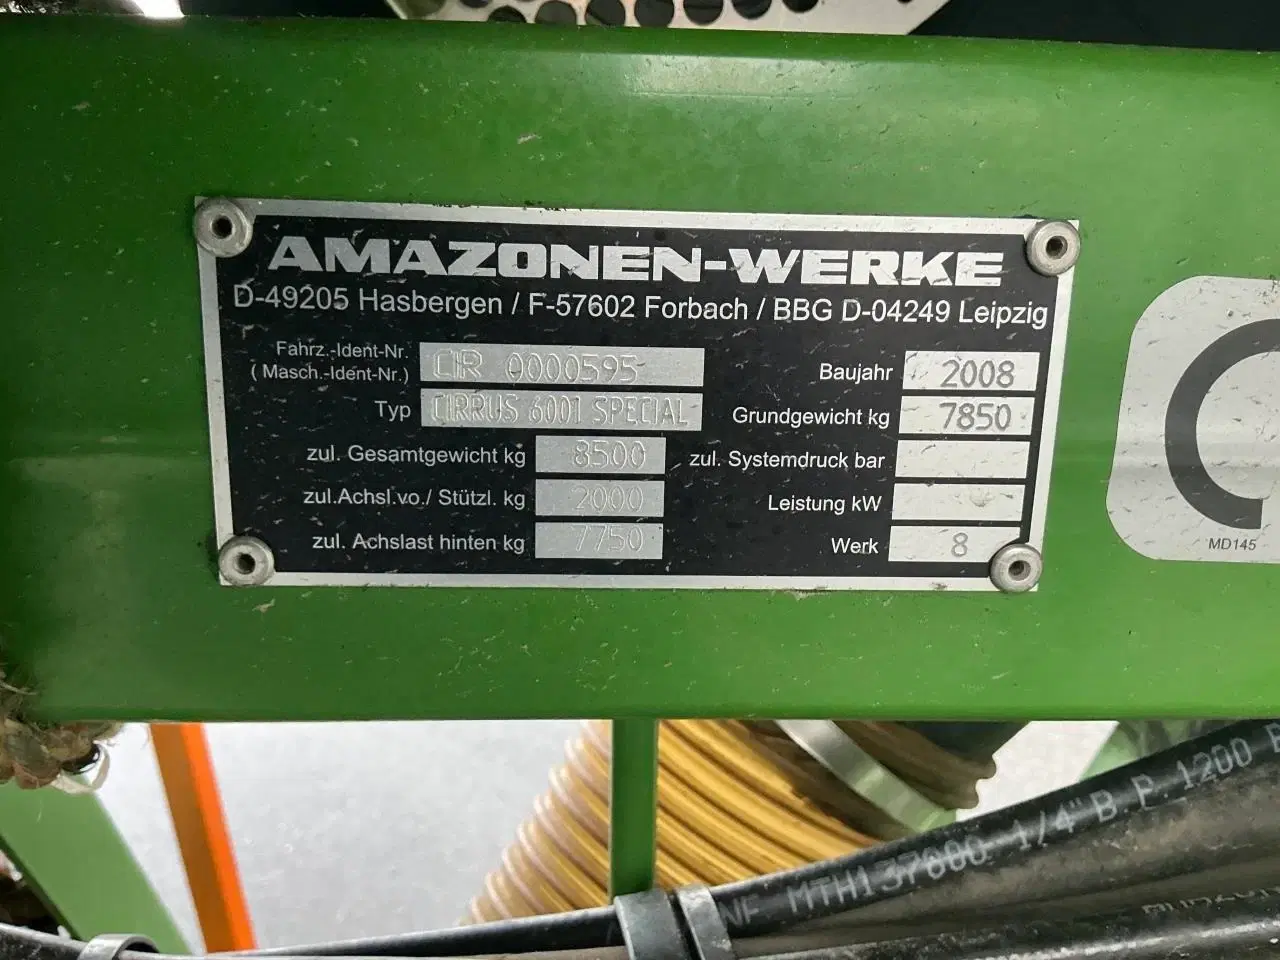 AMAZONEN-WERKE
D-49205 Hasbergen / F-57602 Forbach / BBG D-04249 Leipzig
Fahrz.-Ident-Nr.
( Masch.-Ident-Nr.) CIR 0000595
Typ CIRRUS 6001 SPECIAL
zul. Gesamtgewicht kg 8500
zul.Achsl.vo./ Stützl. kg 2000
zul. Achslast hinten kg 7750
Baujahr 2008
Grundgewicht kg 7850
zul. Systemdruck bar
Leistung kW
Werk 8
MD145
NF MTH137600 1/4" B.P. 1200